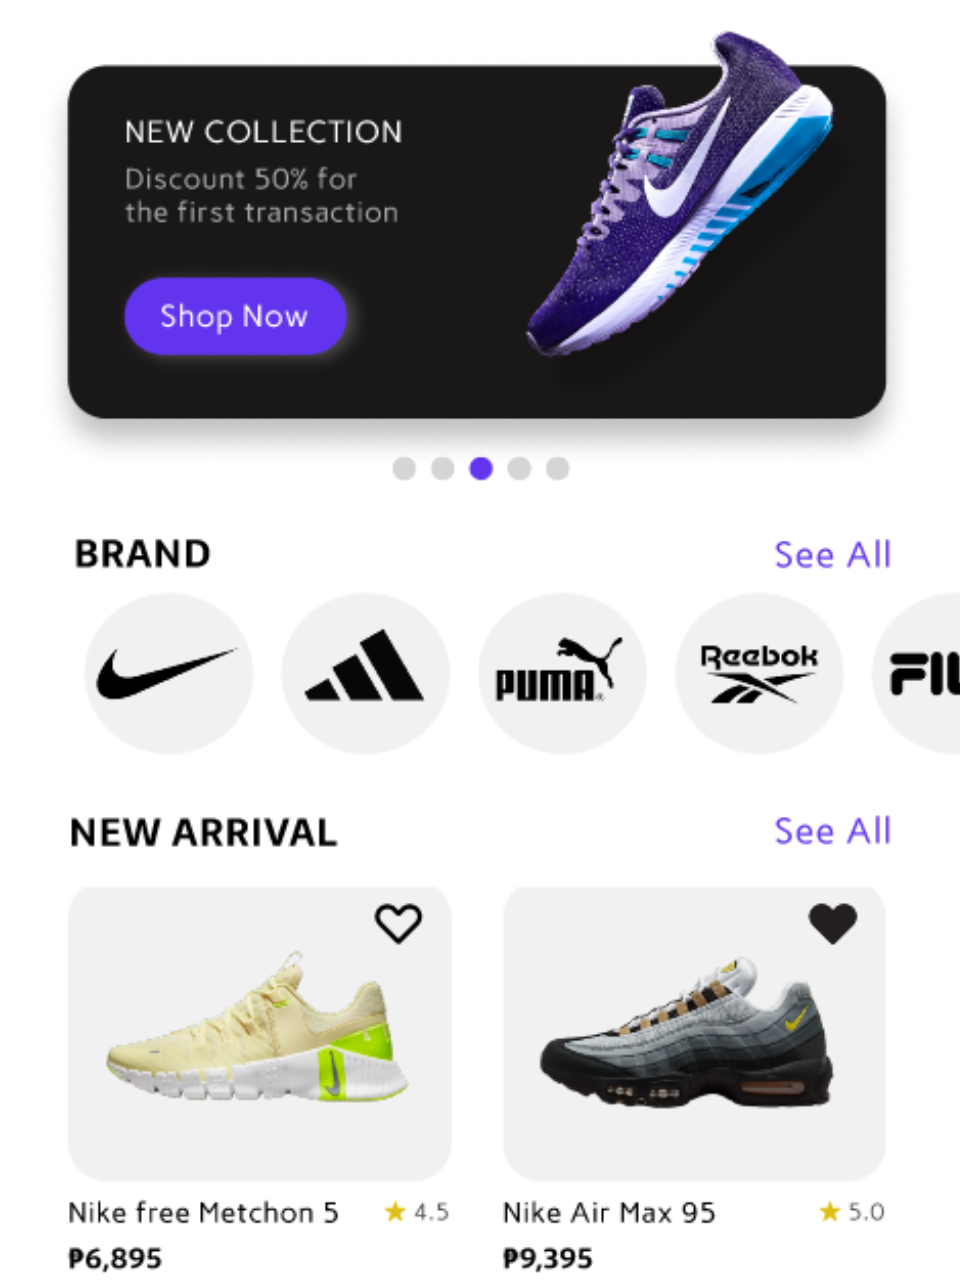 NEW COLLECTION
Discount 50% for
the first transaction
Shop Now
BRAND
See All
PUMA®
Reebok
FIL
NEW ARRIVAL
See All
Nike free Metchon 5
4.5
Nike Air Max 95
5.0
₱6,895
₱9,395